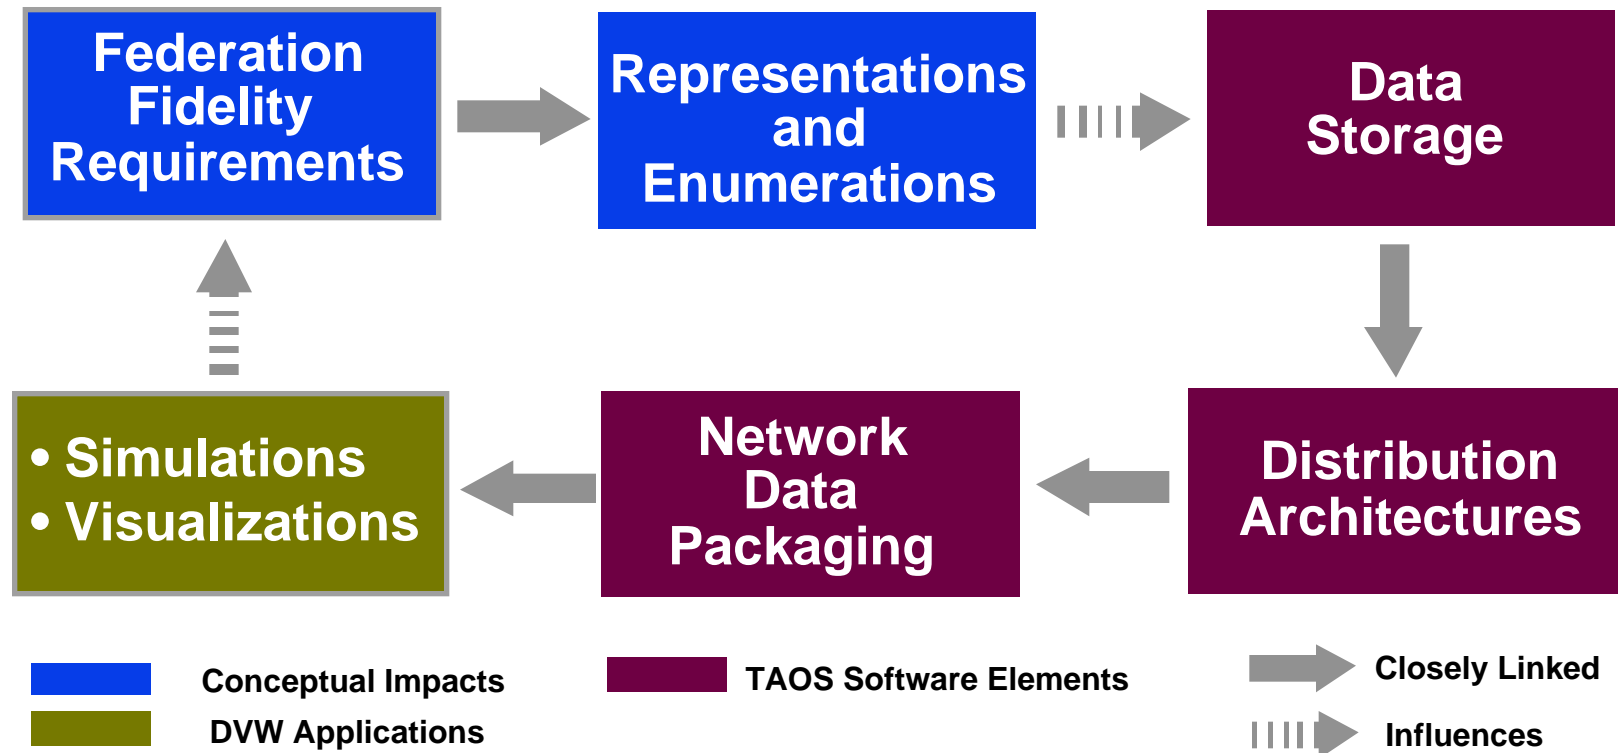 Federation
Fidelity
Requirements
Representations
and
Enumerations
Data
Storage
• Simulations
• Visualizations
Network
Data
Packaging
Distribution
Architectures
Conceptual Impacts
DVW Applications
TAOS Software Elements
Closely Linked
Influences